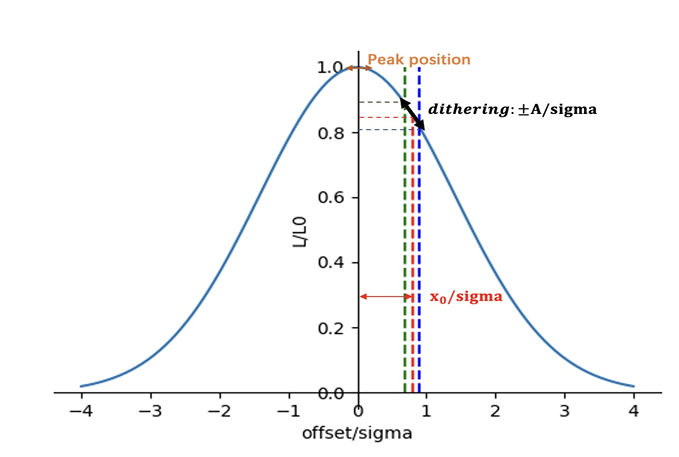 Peak position
1.0
dithering: ±A/sigma
0.8
0.6
L/L0
0.4
x₀/sigma
0.2
0.0
−4 −3 −2 −1 0 1 2 3 4
offset/sigma